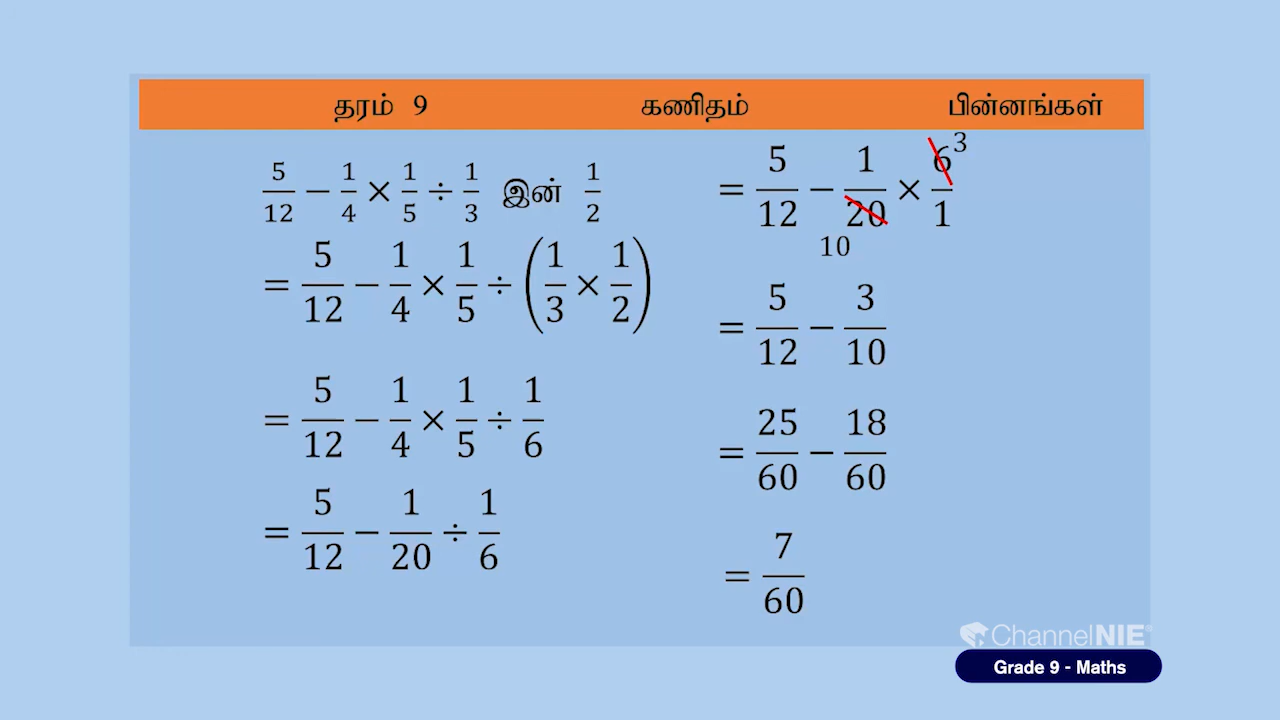 தரம் 9 கணிதம் பின்னங்கள்
5/12 − 1/4 × 1/5 ÷ 1/3 இன் 1/2
= 5/12 − 1/4 × 1/5 ÷ (1/3 × 1/2)
= 5/12 − 1/4 × 1/5 ÷ 1/6
= 5/12 − 1/20 ÷ 1/6
= 5/12 − 1/20 × 6/1 3
10
= 5/12 − 3/10
= 25/60 − 18/60
= 7/60
ChannelNIE
Grade 9 - Maths